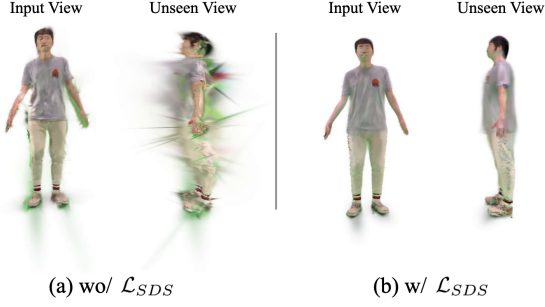 Input View Unseen View Input View Unseen View
(a) wo/ ℒ_SDS (b) w/ ℒ_SDS